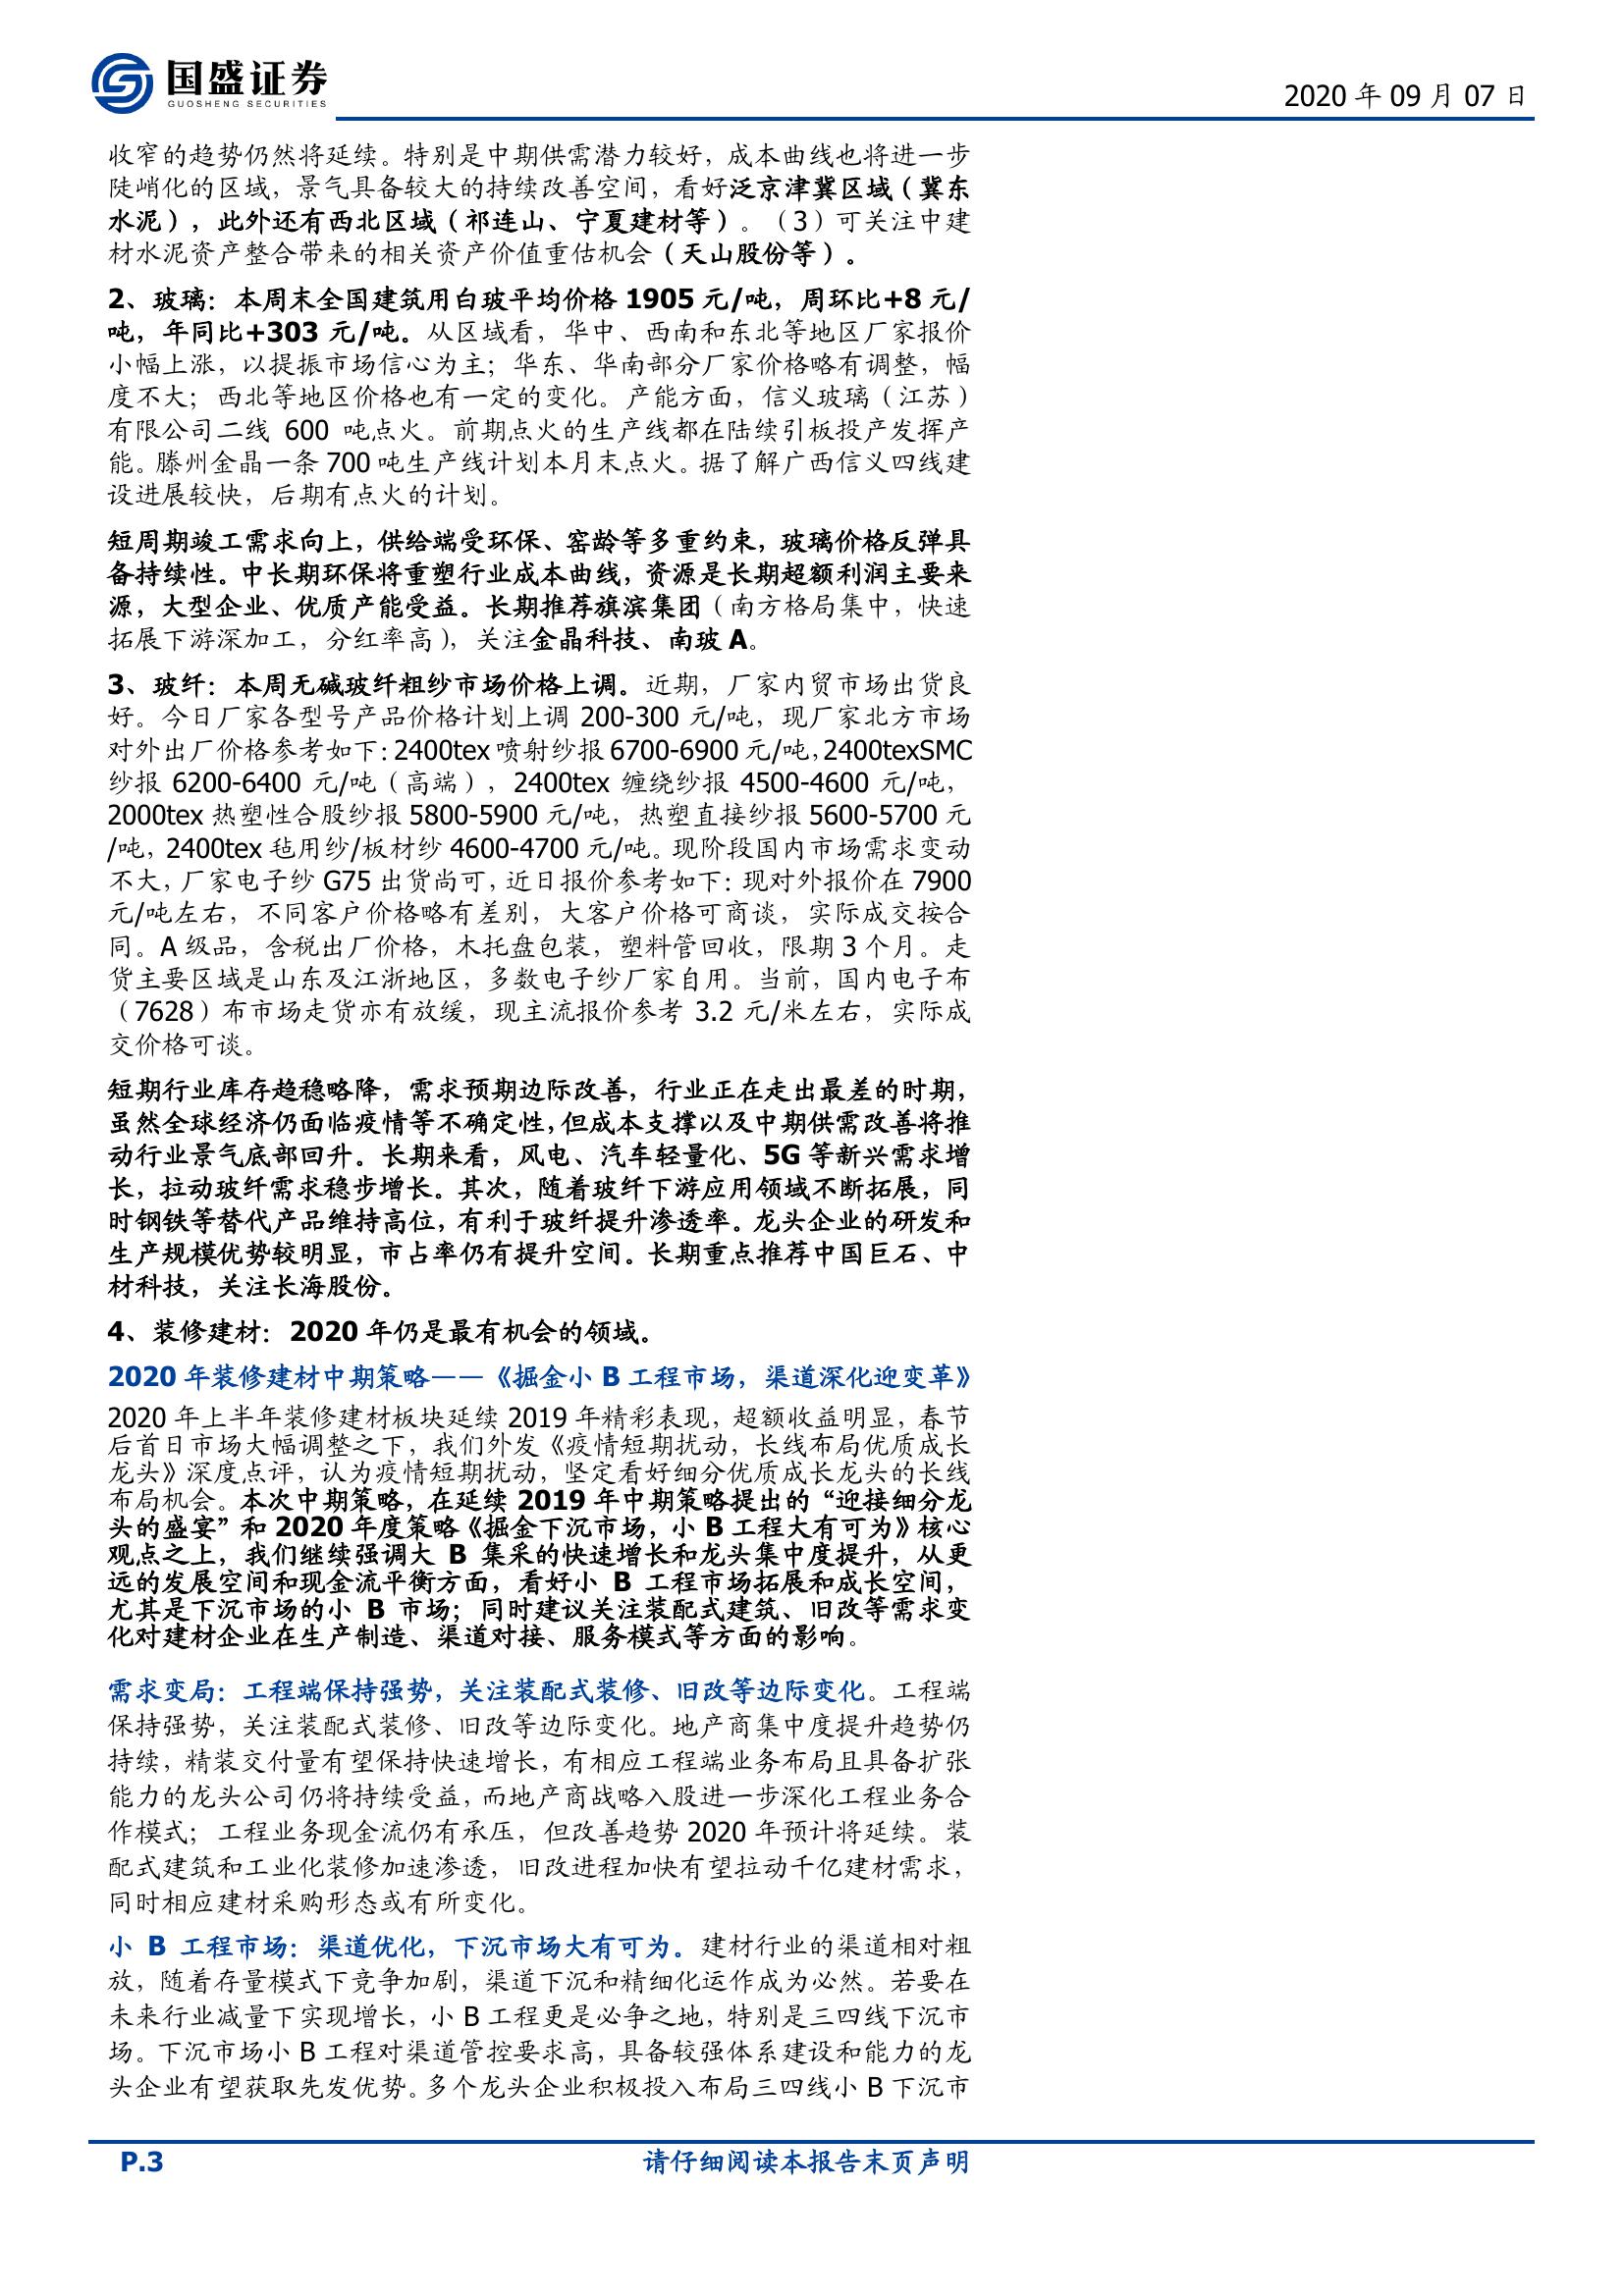 国盛证券
GUOSHENG SECURITIES
2020 年 09 月 07 日
收窄的趋势仍然将延续。特别是中期供需潜力较好，成本曲线也将进一步
陡峭化的区域，景气具备较大的持续改善空间，看好泛京津冀区域（冀东
水泥），此外还有西北区域（祁连山、宁夏建材等）。（3）可关注中建
材水泥资产整合带来的相关资产价值重估机会（天山股份等）。
2、玻璃：本周末全国建筑用白玻平均价格 1905 元/吨，周环比+8 元/
吨，年同比+303 元/吨。从区域看，华中、西南和东北等地区厂家报价
小幅上涨，以提振市场信心为主；华东、华南部分厂家价格略有调整，幅
度不大；西北等地区价格也有一定的变化。产能方面，信义玻璃（江苏）
有限公司二线 600 吨点火。前期点火的生产线都在陆续引板投产发挥产
能。滕州金晶一条 700 吨生产线计划本月末点火。据了解广西信义四线建
设进展较快，后期有点火的计划。
短周期竣工需求向上，供给端受环保、窑龄等多重约束，玻璃价格反弹具
备持续性。中长期环保将重塑行业成本曲线，资源是长期超额利润主要来
源，大型企业、优质产能受益。长期推荐旗滨集团（南方格局集中，快速
拓展下游深加工，分红率高），关注金晶科技、南玻 A。
3、玻纤：本周无碱玻纤粗纱市场价格上调。近期，厂家内贸市场出货良
好。今日厂家各型号产品价格计划上调 200-300 元/吨，现厂家北方市场
对外出厂价格参考如下：2400tex 喷射纱报 6700-6900 元/吨，2400texSMC
纱报 6200-6400 元/吨（高端），2400tex 缠绕纱报 4500-4600 元/吨，
2000tex 热塑性合股纱报 5800-5900 元/吨，热塑直接纱报 5600-5700 元
/吨，2400tex 毡用纱/板材纱 4600-4700 元/吨。现阶段国内市场需求变动
不大，厂家电子纱 G75 出货尚可，近日报价参考如下：现对外报价在 7900
元/吨左右，不同客户价格略有差别，大客户价格可商谈，实际成交按合
同。A 级品，含税出厂价格，木托盘包装，塑料管回收，限期 3 个月。走
货主要区域是山东及江浙地区，多数电子纱厂家自用。当前，国内电子布
（7628）布市场走货亦有放缓，现主流报价参考 3.2 元/米左右，实际成
交价格可谈。
短期行业库存趋稳略降，需求预期边际改善，行业正在走出最差的时期，
虽然全球经济仍面临疫情等不确定性，但成本支撑以及中期供需改善将推
动行业景气底部回升。长期来看，风电、汽车轻量化、5G 等新兴需求增
长，拉动玻纤需求稳步增长。其次，随着玻纤下游应用领域不断拓展，同
时钢铁等替代产品维持高位，有利于玻纤提升渗透率。龙头企业的研发和
生产规模优势较明显，市占率仍有提升空间。长期重点推荐中国巨石、中
材科技，关注长海股份。
4、装修建材：2020 年仍是最有机会的领域。
2020 年装修建材中期策略——《掘金小 B 工程市场，渠道深化迎变革》
2020 年上半年装修建材板块延续 2019 年精彩表现，超额收益明显，春节
后首日市场大幅调整之下，我们外发《疫情短期扰动，长线布局优质成长
龙头》深度点评，认为疫情短期扰动，坚定看好细分优质成长龙头的长线
布局机会。本次中期策略，在延续 2019 年中期策略提出的“迎接细分龙
头的盛宴”和 2020 年度策略《掘金下沉市场，小 B 工程大有可为》核心
观点之上，我们继续强调大 B 集采的快速增长和龙头集中度提升，从更
远的发展空间和现金流平衡方面，看好小 B 工程市场拓展和成长空间，
尤其是下沉市场的小 B 市场；同时建议关注装配式建筑、旧改等需求变
化对建材企业在生产制造、渠道对接、服务模式等方面的影响。
需求变局：工程端保持强势，关注装配式装修、旧改等边际变化。工程端
保持强势，关注装配式装修、旧改等边际变化。地产商集中度提升趋势仍
持续，精装交付量有望保持快速增长，有相应工程端业务布局且具备扩张
能力的龙头公司仍将持续受益，而地产商战略入股进一步深化工程业务合
作模式；工程业务现金流仍有承压，但改善趋势 2020 年预计将延续。装
配式建筑和工业化装修加速渗透，旧改进程加快有望拉动千亿建材需求，
同时相应建材采购形态或有所变化。
小 B 工程市场：渠道优化，下沉市场大有可为。建材行业的渠道相对粗
放，随着存量模式下竞争加剧，渠道下沉和精细化运作成为必然。若要在
未来行业减量下实现增长，小 B 工程更是必争之地，特别是三四线下沉市
场。下沉市场小 B 工程对渠道管控要求高，具备较强体系建设和能力的龙
头企业有望获取先发优势。多个龙头企业积极投入布局三四线小 B 下沉市
P.3
请仔细阅读本报告末页声明